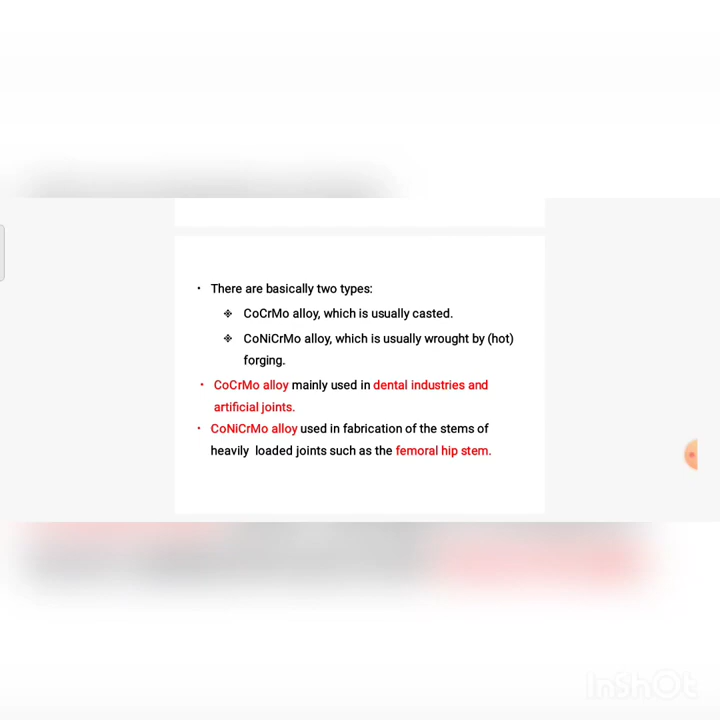 • There are basically two types:
❖ CoCrMo alloy, which is usually casted.
❖ CoNiCrMo alloy, which is usually wrought by (hot)
forging.
• CoCrMo alloy mainly used in dental industries and
artificial joints.
• CoNiCrMo alloy used in fabrication of the stems of
heavily loaded joints such as the femoral hip stem.
InShOt